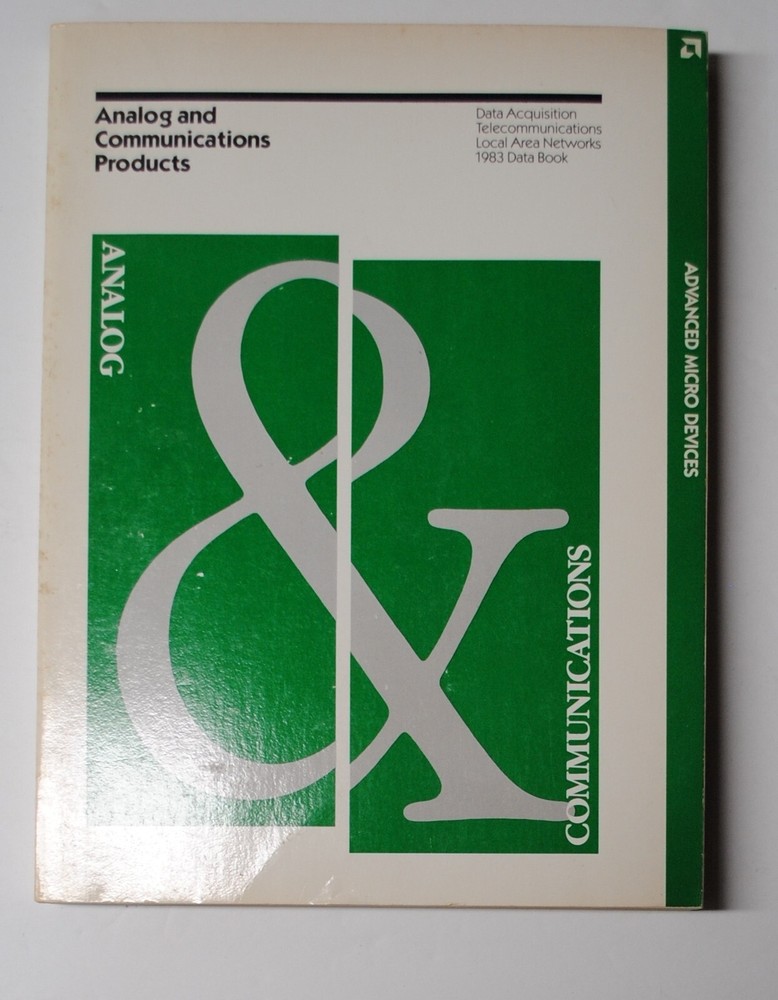 Analog and
Communications
Products
Data Acquisition
Telecommunications
Local Area Networks
1983 Data Book
ANALOG
&
COMMUNICATIONS
ADVANCED MICRO DEVICES